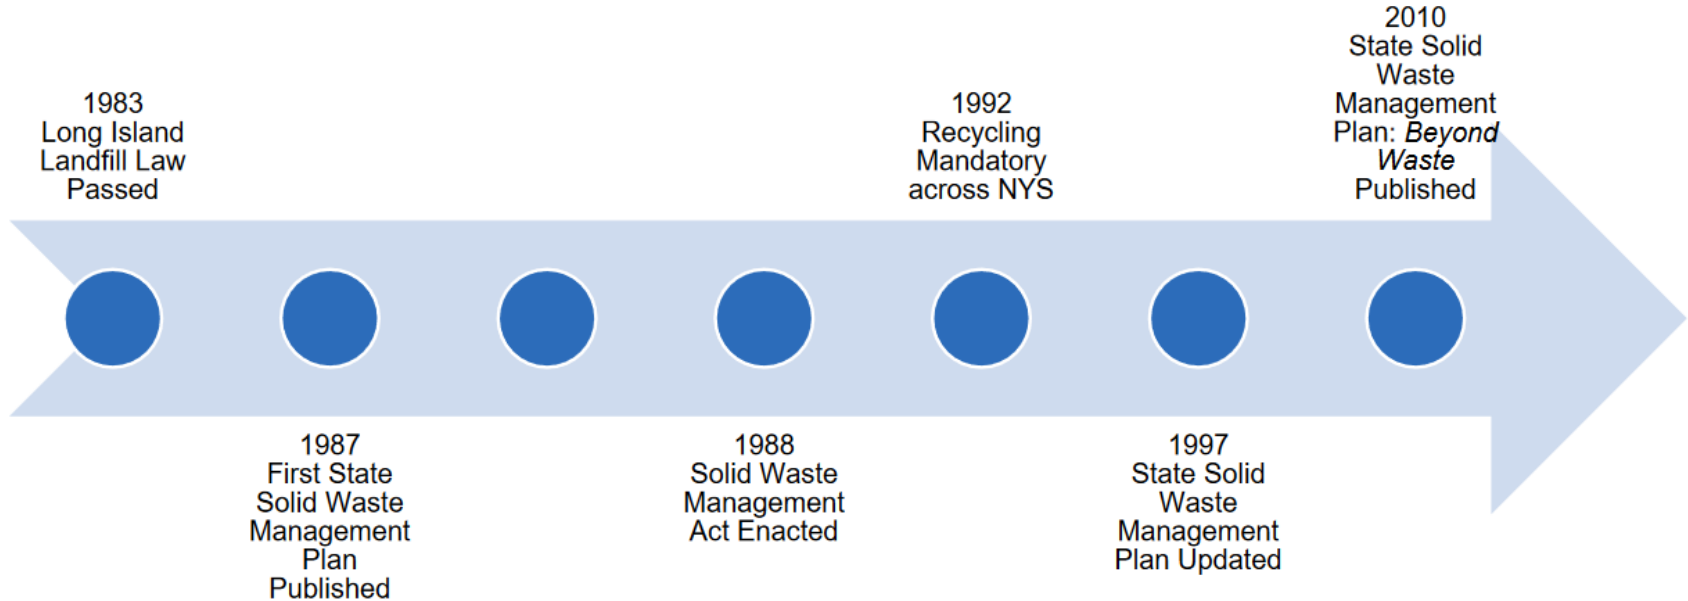 1983
Long Island
Landfill Law
Passed
1987
First State
Solid Waste
Management
Plan
Published
1988
Solid Waste
Management
Act Enacted
1992
Recycling
Mandatory
across NYS
1997
State Solid
Waste
Management
Plan Updated
2010
State Solid
Waste
Management
Plan: Beyond
Waste
Published